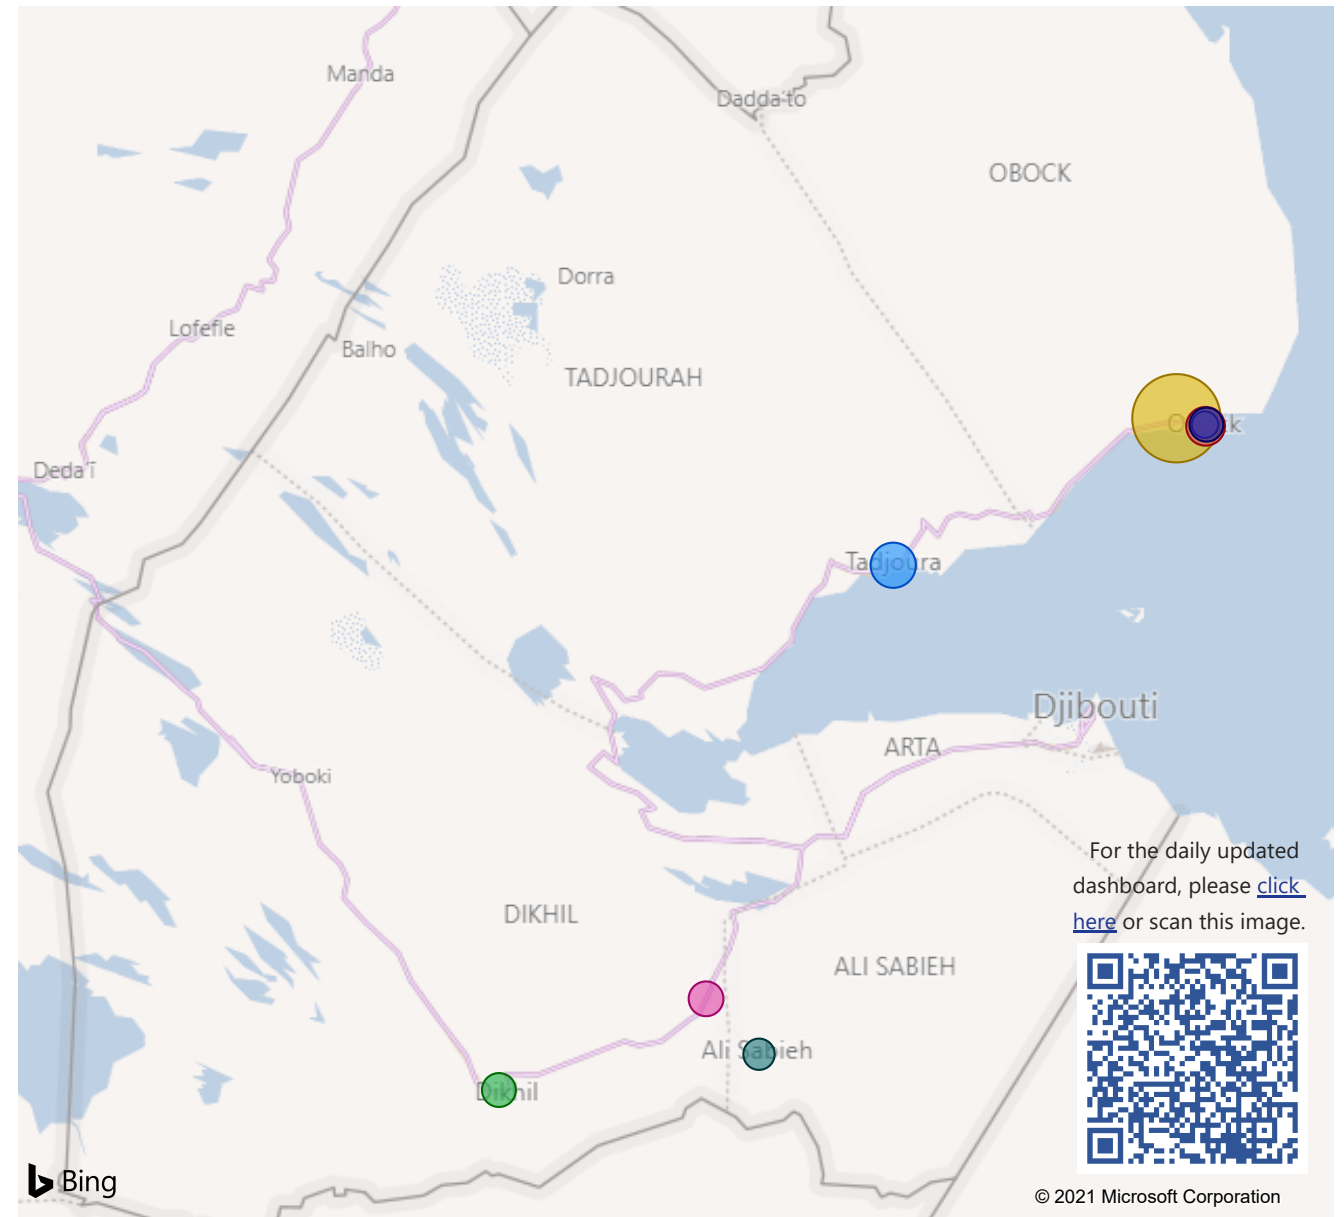 Manda
Dadda'to
OBOCK
Dorra
Lofefle
Balho
TADJOURAH
Deda'ī
Tadjoura
Djibouti
ARTA
Yoboki
For the daily updated
dashboard, please click
here or scan this image.
DIKHIL
ALI SABIEH
Ali Sabieh
Dikhil
Bing
© 2021 Microsoft Corporation